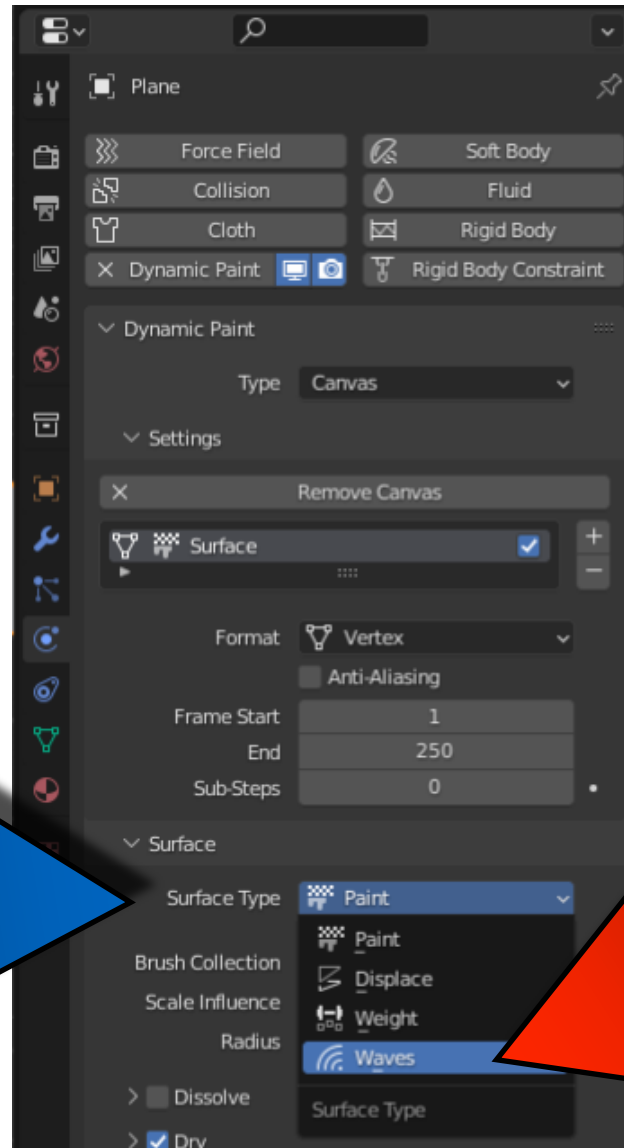 Plane
Force Field Soft Body
Collision Fluid
Cloth Rigid Body
Dynamic Paint Rigid Body Constraint
Dynamic Paint
Type Canvas
Settings
Remove Canvas
Surface
Format Vertex
Anti-Aliasing
Frame Start 1
End 250
Sub-Steps 0
Surface
Surface Type Paint
Paint
Brush Collection
Displace
Scale Influence
Weight
Radius
Waves
Dissolve
Surface Type
Dry